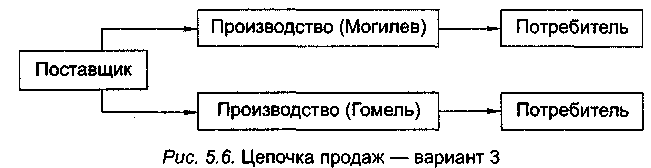 Производство (Могилев)
Потребитель
Поставщик
Производство (Гомель)
Потребитель
Рис. 5.6. Цепочка продаж — вариант 3